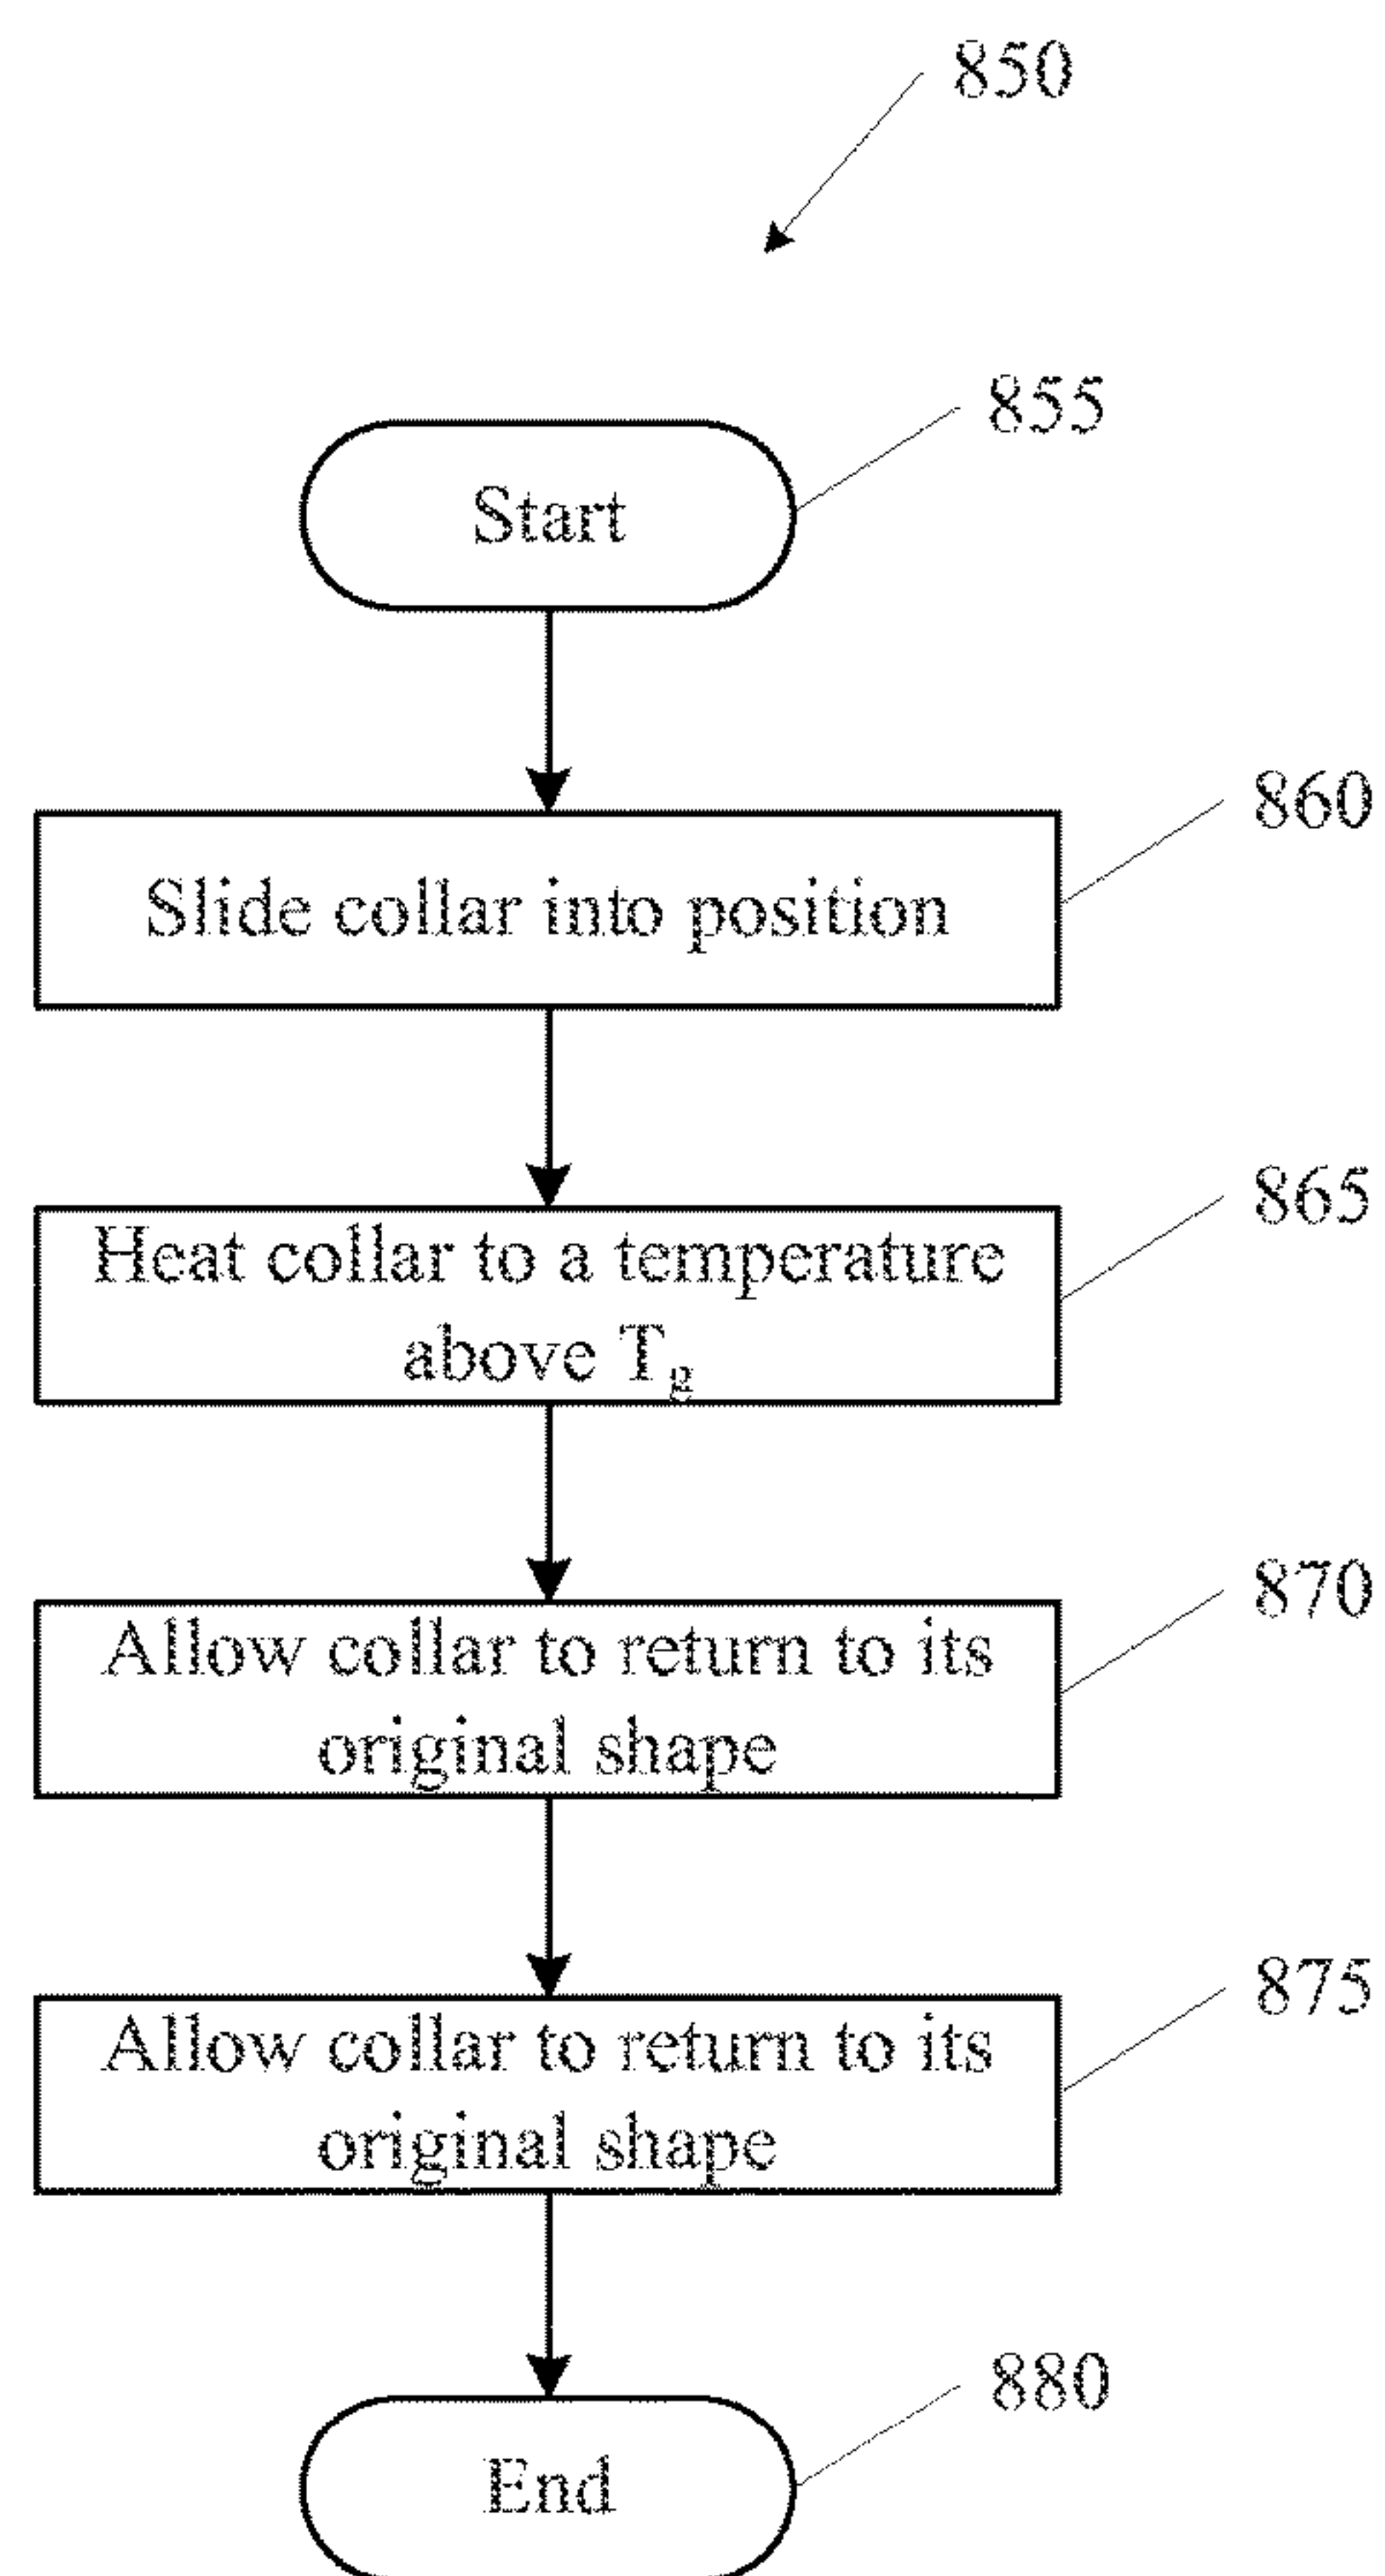 850
855
Start
860
Slide collar into position
865
Heat collar to a temperature
above Tg
870
Allow collar to return to its
original shape
875
Allow collar to return to its
original shape
880
End